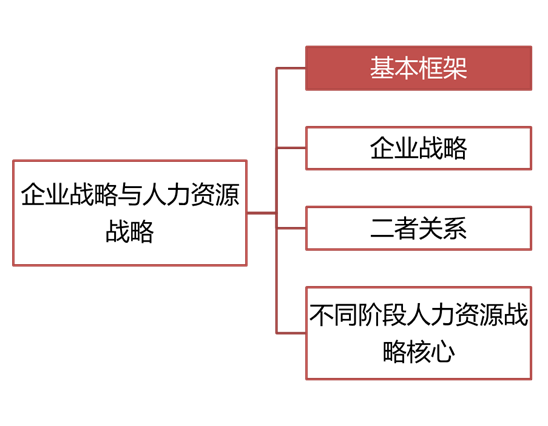 基本框架
企业战略
企业战略与人力资源
战略
二者关系
不同阶段人力资源战
略核心